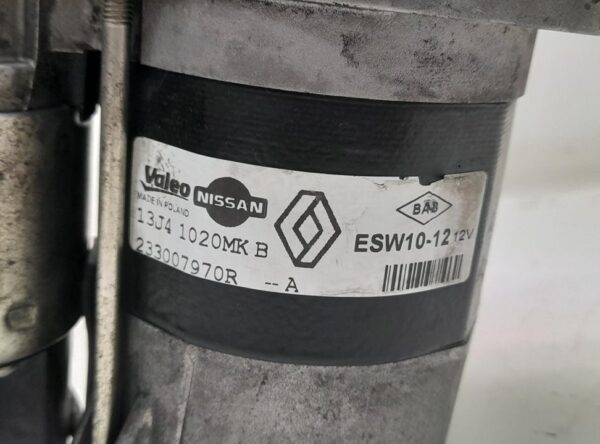 Valeo
MADE IN POLAND
NISSAN
13J4 1020MK B
233007970R --A
BAB
ESW10-12 12V